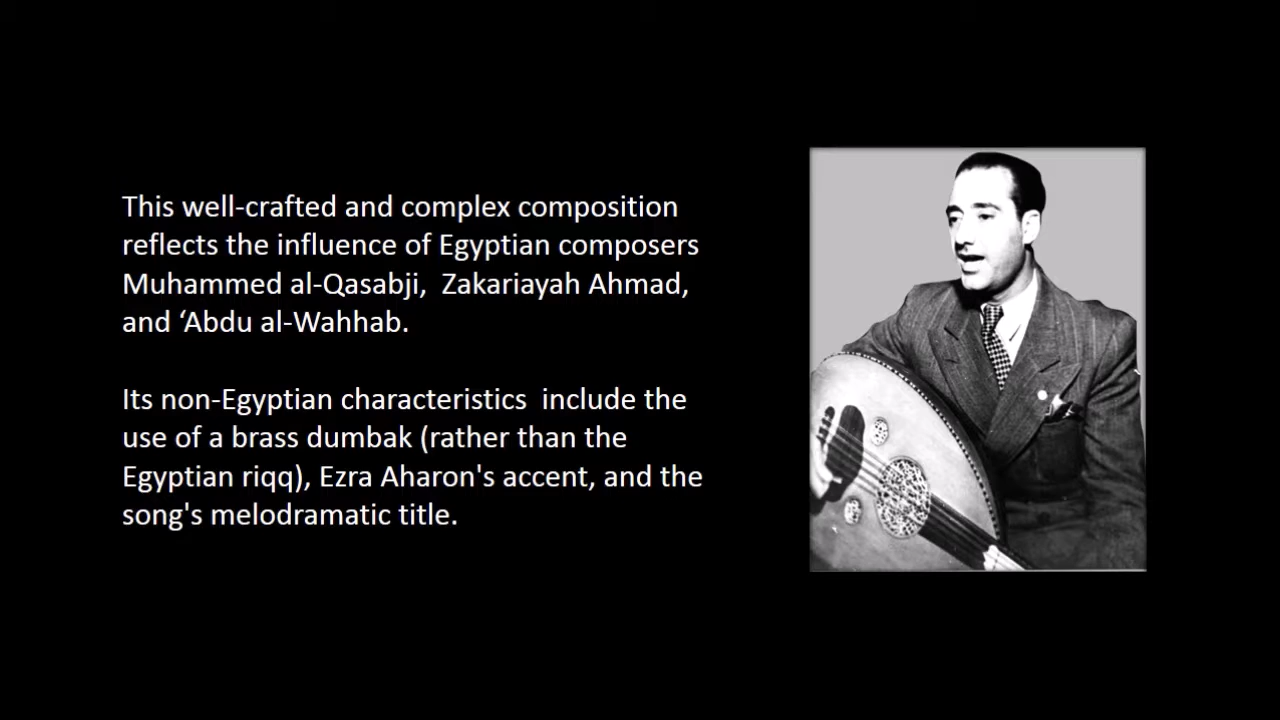 This well-crafted and complex composition
reflects the influence of Egyptian composers
Muhammed al-Qasabji,  Zakariayah Ahmad,
and ‘Abdu al-Wahhab.
Its non-Egyptian characteristics  include the
use of a brass dumbak (rather than the
Egyptian riqq), Ezra Aharon's accent, and the
song's melodramatic title.